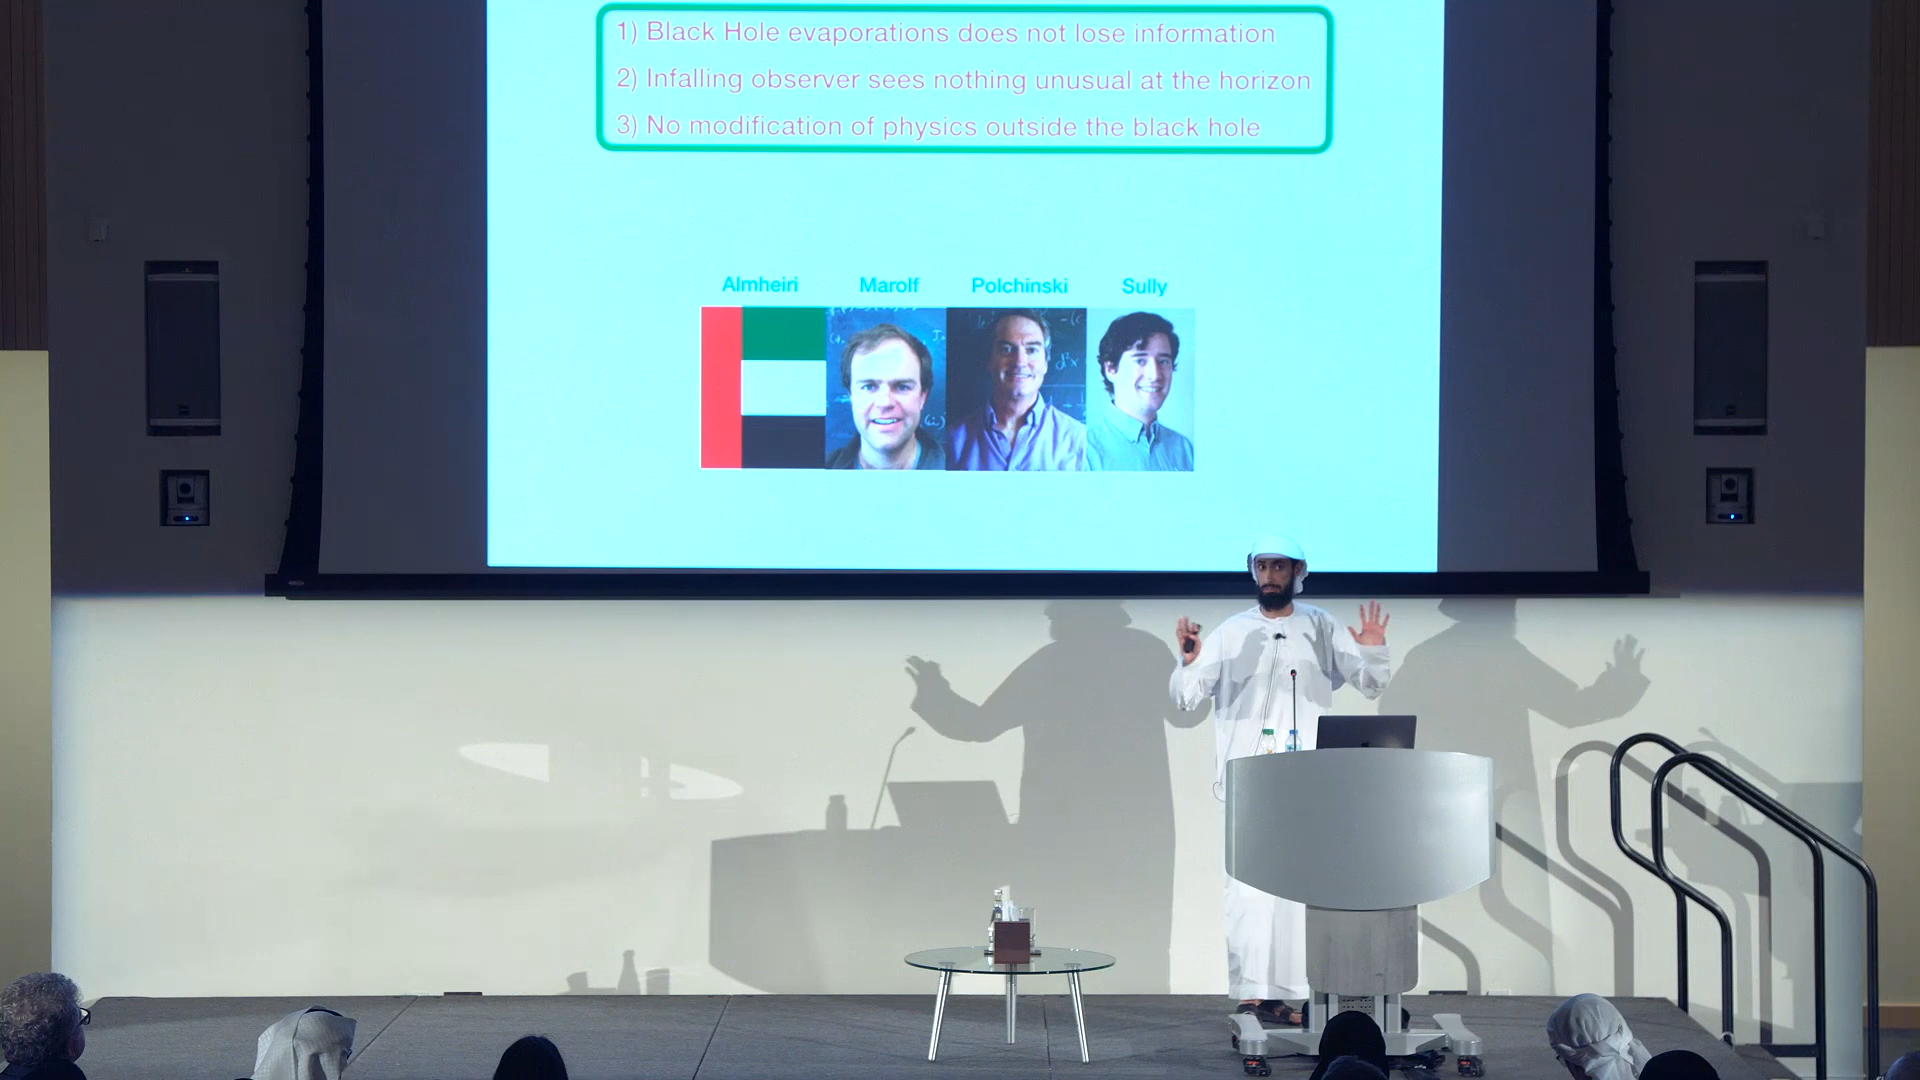 1) Black Hole evaporations does not lose information
2) Infalling observer sees nothing unusual at the horizon
3) No modification of physics outside the black hole
Almheiri Marolf Polchinski Sully